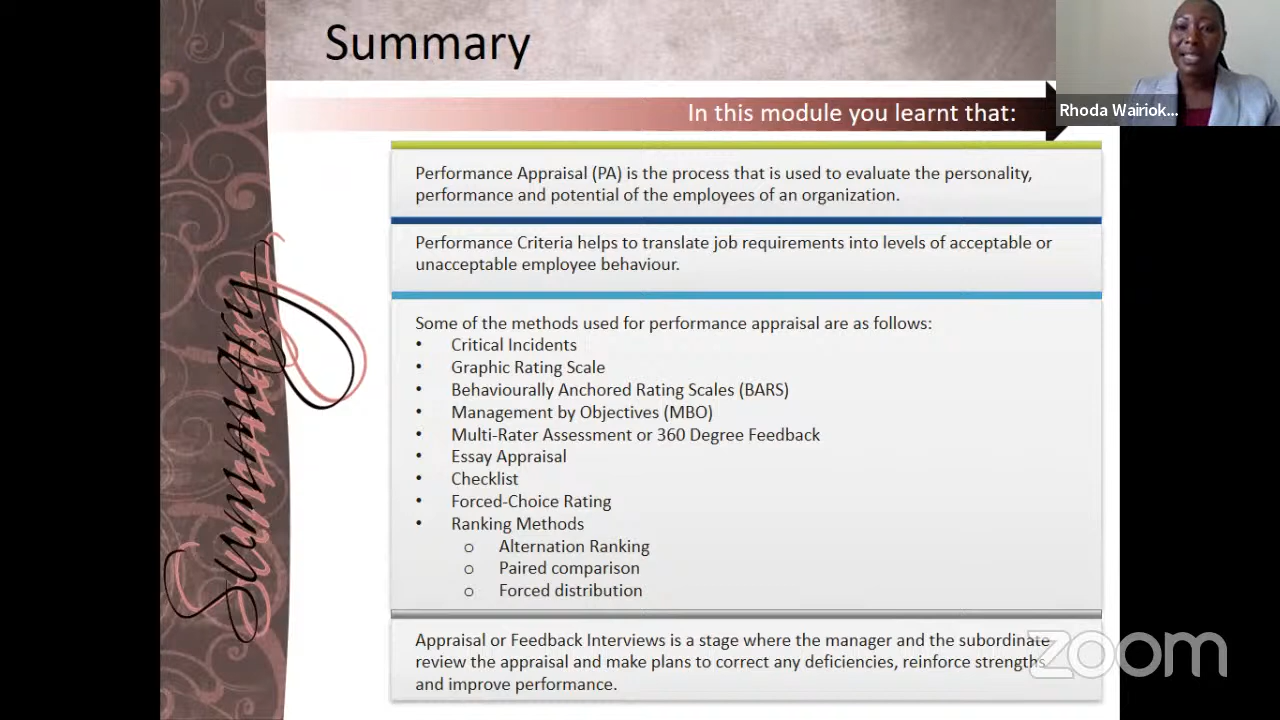 Summary
Rhoda Wairiok...
In this module you learnt that:
Performance Appraisal (PA) is the process that is used to evaluate the personality,
performance and potential of the employees of an organization.
Performance Criteria helps to translate job requirements into levels of acceptable or
unacceptable employee behaviour.
Summary
Some of the methods used for performance appraisal are as follows:
• Critical Incidents
• Graphic Rating Scale
• Behaviourally Anchored Rating Scales (BARS)
• Management by Objectives (MBO)
• Multi-Rater Assessment or 360 Degree Feedback
• Essay Appraisal
• Checklist
• Forced-Choice Rating
• Ranking Methods
o Alternation Ranking
o Paired comparison
o Forced distribution
Appraisal or Feedback Interviews is a stage where the manager and the subordinate
review the appraisal and make plans to correct any deficiencies, reinforce strengths
and improve performance.
zoom